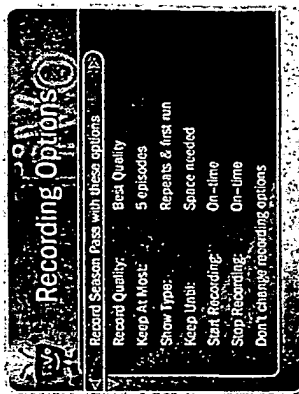 Recording Options
Record Season Pass with these options
Record Quality: Best Quality
Keep At Most: 5 episodes
Show Type: Repeats & first run
Keep Until: Space needed
Start Recording: On-time
Stop Recording: On-time
Don't change recording options